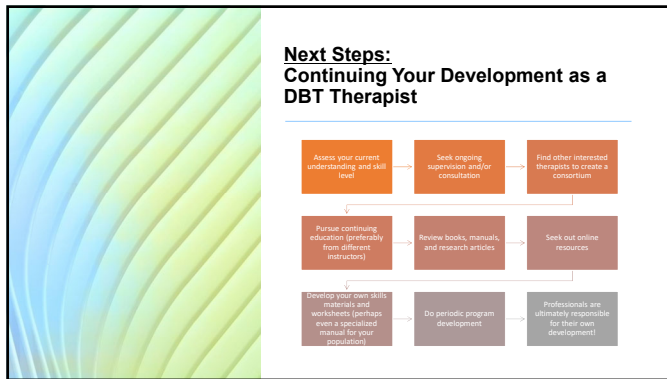 Next Steps:
Continuing Your Development as a
DBT Therapist
Assess your current
understanding and skill
level
Seek ongoing
supervision and/or
consultation
Find other interested
therapists to create a
consortium
Pursue continuing
education (preferably
from different
instructors)
Review books, manuals,
and research articles
Seek out online
resources
Develop your own skills
materials and
worksheets (perhaps
even a specialized
manual for your
population)
Do periodic program
development
Professionals are
ultimately responsible
for their own
development!